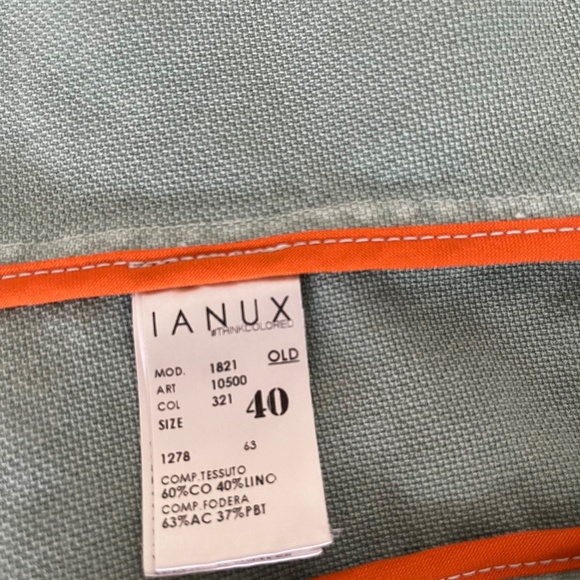 IANUX
#THINKCOLORED
OLD
MOD. 1821
ART 10500
COL 321
SIZE 40
1278 63
COMP.TESSUTO
60%CO 40%LINO
COMP.FODERA
63%AC 37%PBT